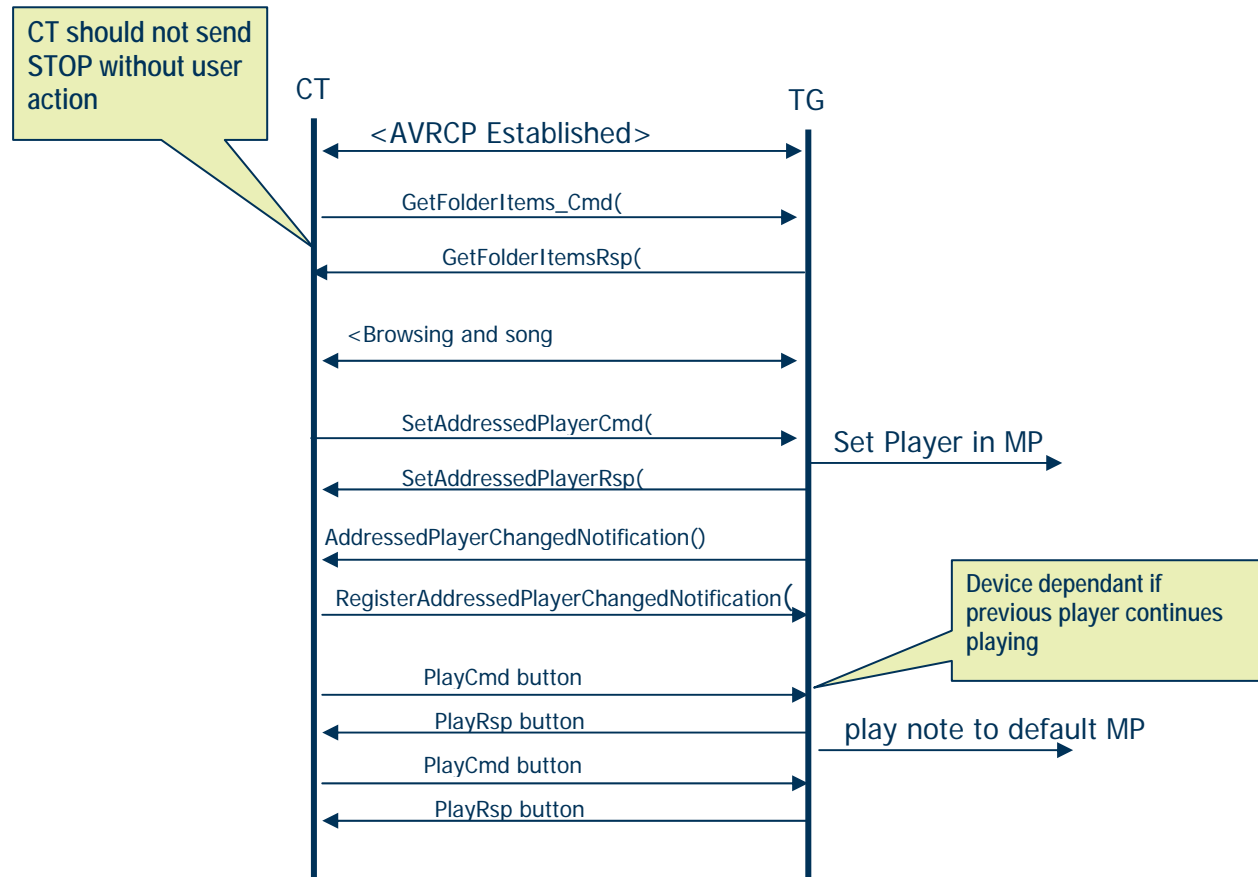 CT should not send
STOP without user
action
CT
TG
<AVRCP Established>
GetFolderItems_Cmd(
GetFolderItemsRsp(
<Browsing and song
SetAddressedPlayerCmd(
Set Player in MP
SetAddressedPlayerRsp(
AddressedPlayerChangedNotification()
RegisterAddressedPlayerChangedNotification(
Device dependant if
previous player continues
playing
PlayCmd button
PlayRsp button
play note to default MP
PlayCmd button
PlayRsp button